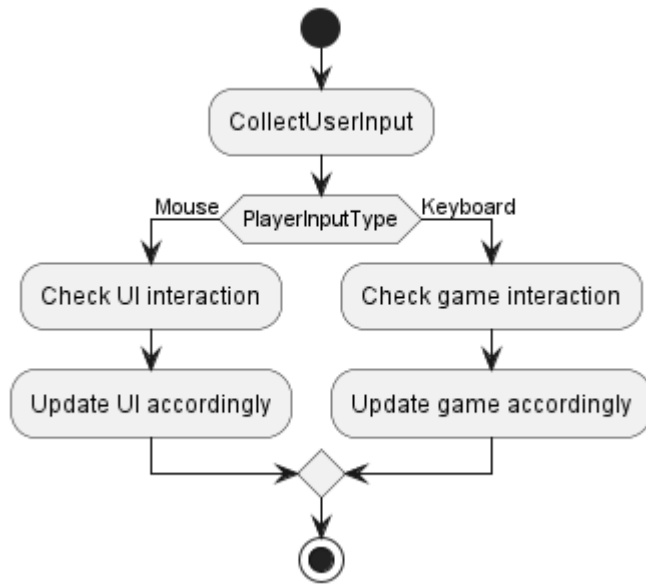 CollectUserInput
Mouse
PlayerInputType
Keyboard
Check UI interaction
Check game interaction
Update UI accordingly
Update game accordingly